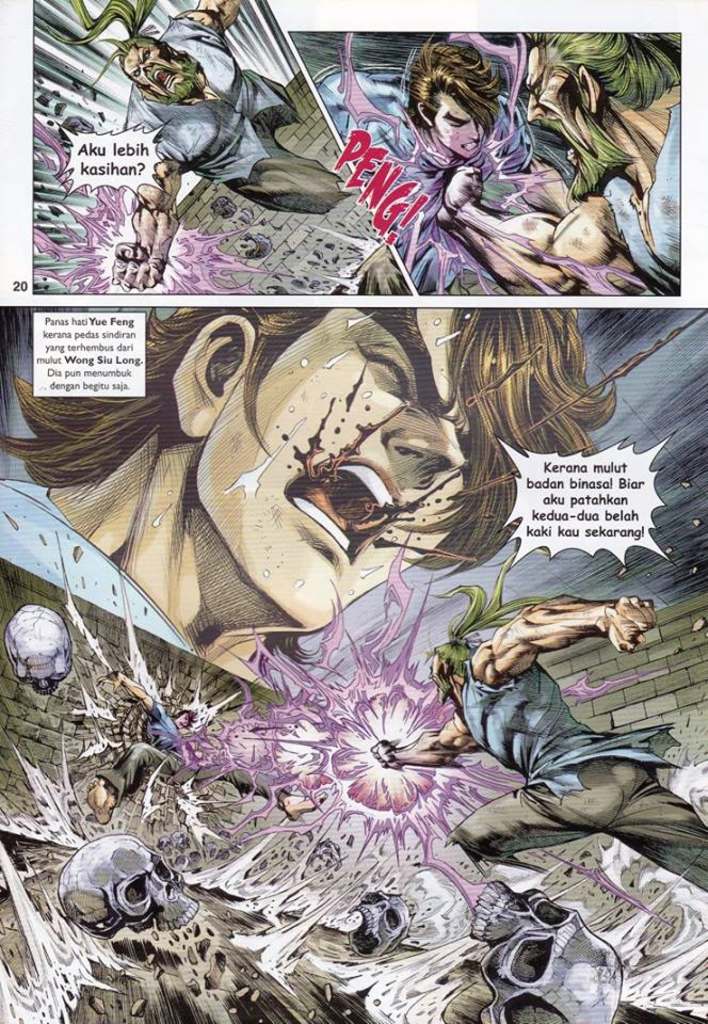 Aku lebih
kasihan?
PENG!
20
Panas hati Yue Feng
kerana pedas sindiran
yang terhembus dari
mulut Wong Siu Long.
Dia pun menumbuk
dengan begitu saja.
Kerana mulut
badan binasa! Biar
aku patahkan
kedua-dua belah
kaki kau sekarang!